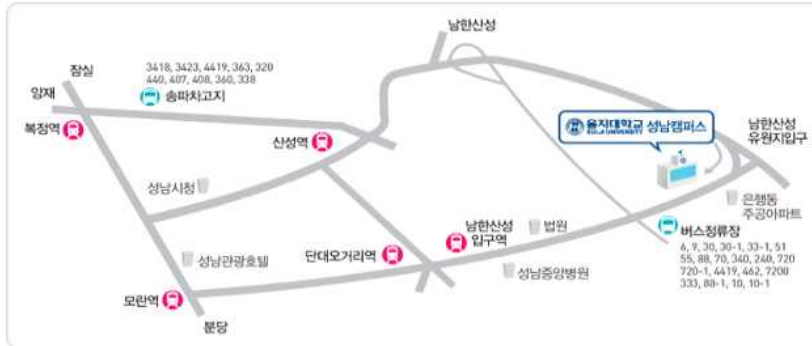 남한산성
잠실
3418, 3423, 4419, 363, 320
440, 407, 408, 360, 338
송파차고지
양재
복정역
산성역
을지대학교 성남캠퍼스
EULJI UNIVERSITY
남한산성
유원지입구
성남시청
은행동
주공아파트
남한산성
입구역
법원
버스정류장
6, 9, 30, 30-1, 33-1, 51
55, 88, 70, 340, 240, 720
720-1, 4419, 462, 7200
333, 88-1, 10, 10-1
성남관광호텔
단대오거리역
성남중앙병원
모란역
분당